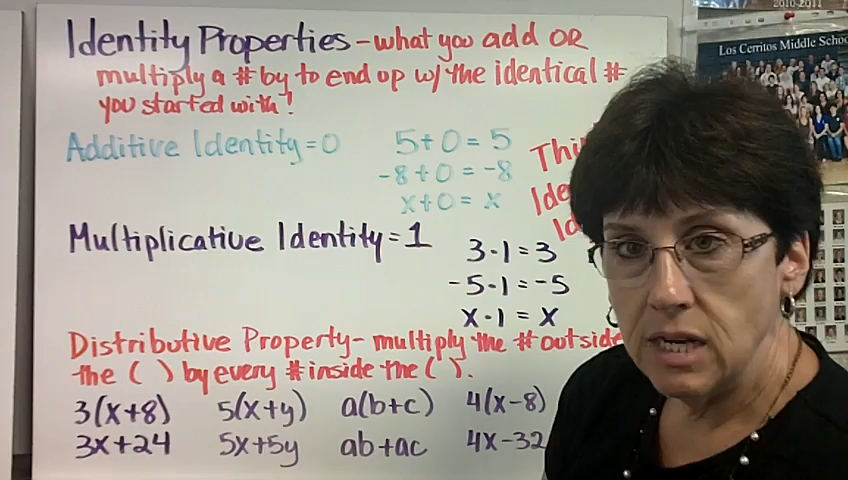 2010-2011
Los Cerritos Middle School
Identity Properties - what you add OR
multiply a # by to end up w/ the identical #
you started with!
Additive Identity = 0
5 + 0 = 5
-8 + 0 = -8
x + 0 = x
Multiplicative Identity = 1
3 · 1 = 3
-5 · 1 = -5
x · 1 = x
Distributive Property - multiply the # outside
the ( ) by every # inside the ( ).
3(x+8) 5(x+y) a(b+c) 4(x-8)
3x+24 5x+5y ab+ac 4x-32